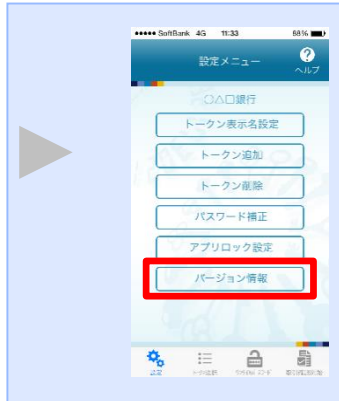 SoftBank 4G 11:33 68%
設定メニュー
ヘルプ
○△□銀行
トークン表示名設定
トークン追加
トークン削除
パスワード補正
アプリロック設定
バージョン情報
設定